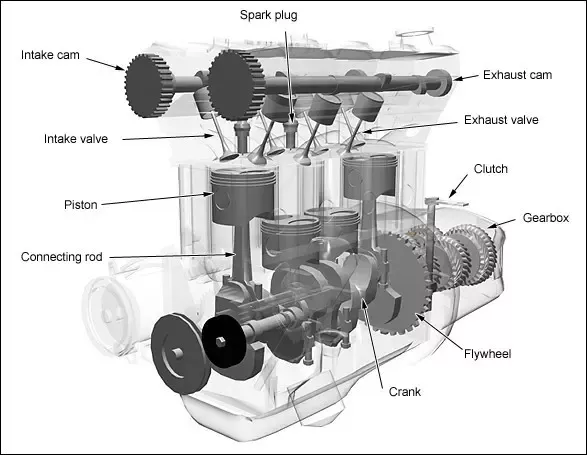 Spark plug
Intake cam
Exhaust cam
Intake valve
Exhaust valve
Clutch
Piston
Gearbox
Connecting rod
Flywheel
Crank